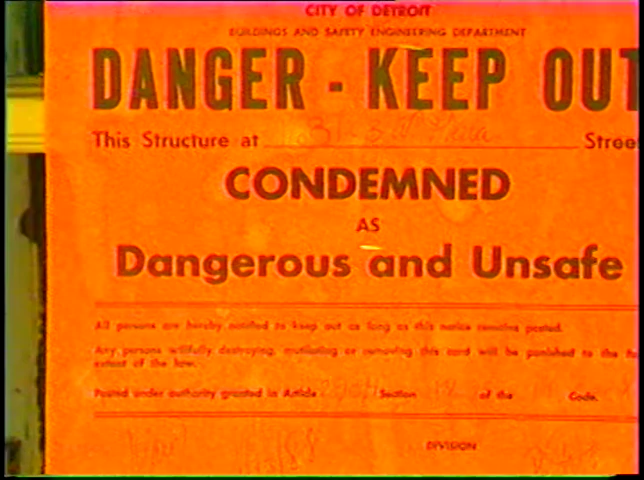 CITY OF DETROIT
BUILDINGS AND SAFETY ENGINEERING DEPARTMENT
DANGER - KEEP OUT
This Structure at Stree
CONDEMNED
AS
Dangerous and Unsafe
All persons are hereby notified to keep out as long as this notice remains posted.
Any persons willfully destroying, mutilating or removing this card will be punished to the fu
extent of the law.
Posted under authority granted in Article Section of the Code.
DIVISION